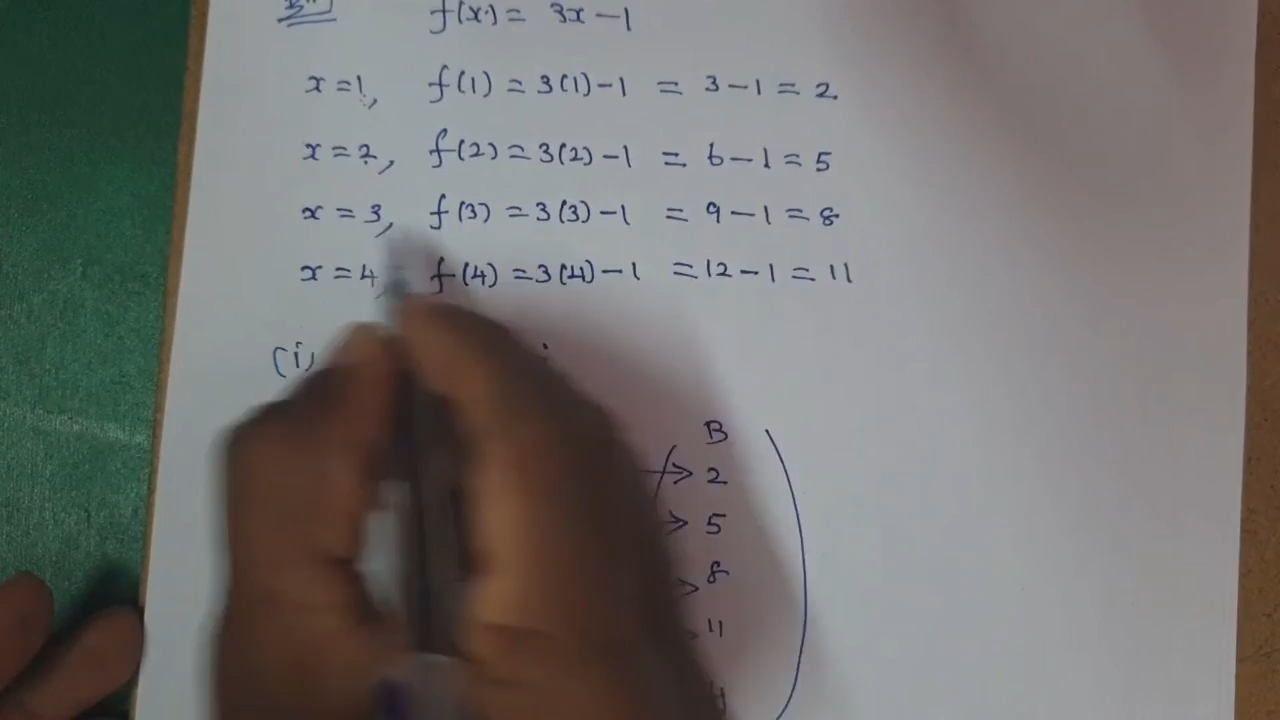 f(x) = 3x - 1
x = 1, f(1) = 3(1) - 1 = 3 - 1 = 2
x = 2, f(2) = 3(2) - 1 = 6 - 1 = 5
x = 3, f(3) = 3(3) - 1 = 9 - 1 = 8
x = 4, f(4) = 3(4) - 1 = 12 - 1 = 11
(i)
B
→ 2
→ 5
→ 8
11